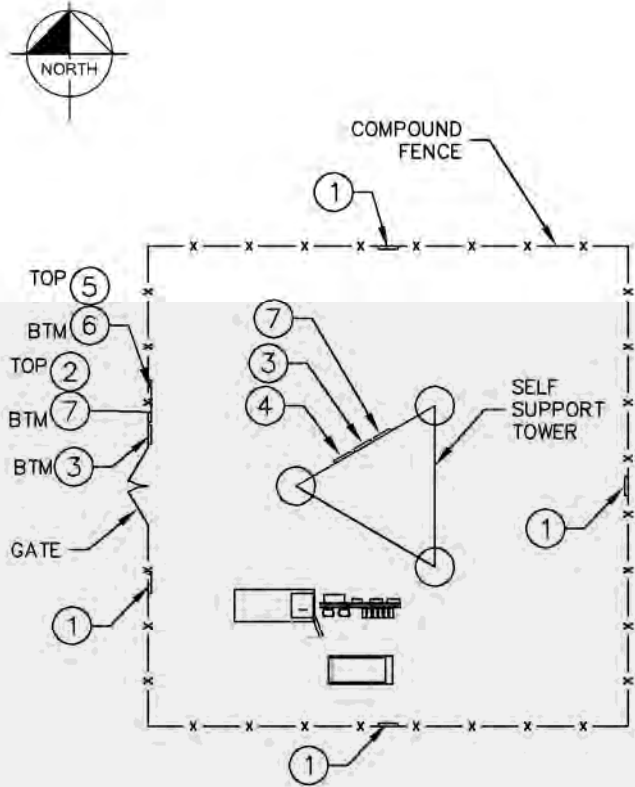 NORTH
COMPOUND
FENCE
1
TOP 5
BTM 6
TOP 2
BTM 7
BTM 3
GATE
1
7
3
4
SELF
SUPPORT
TOWER
1
1